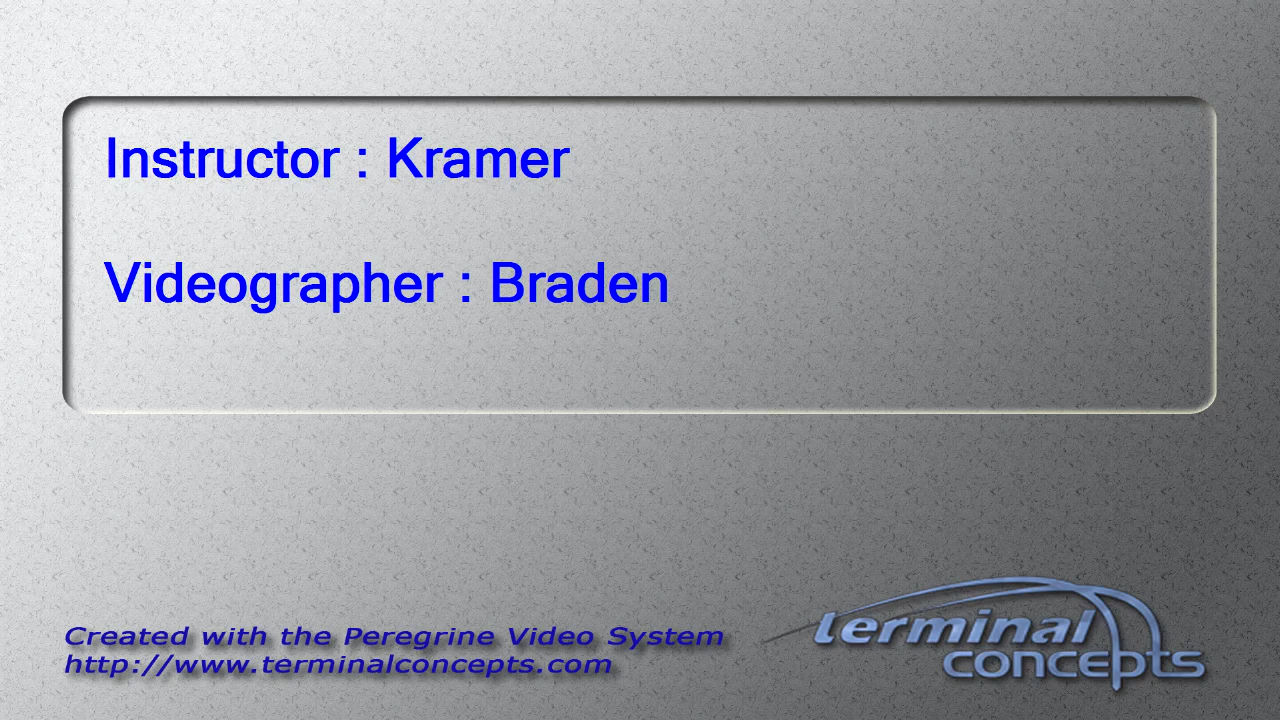 Instructor : Kramer
Videographer : Braden
Created with the Peregrine Video System
http://www.terminalconcepts.com
terminal
concepts